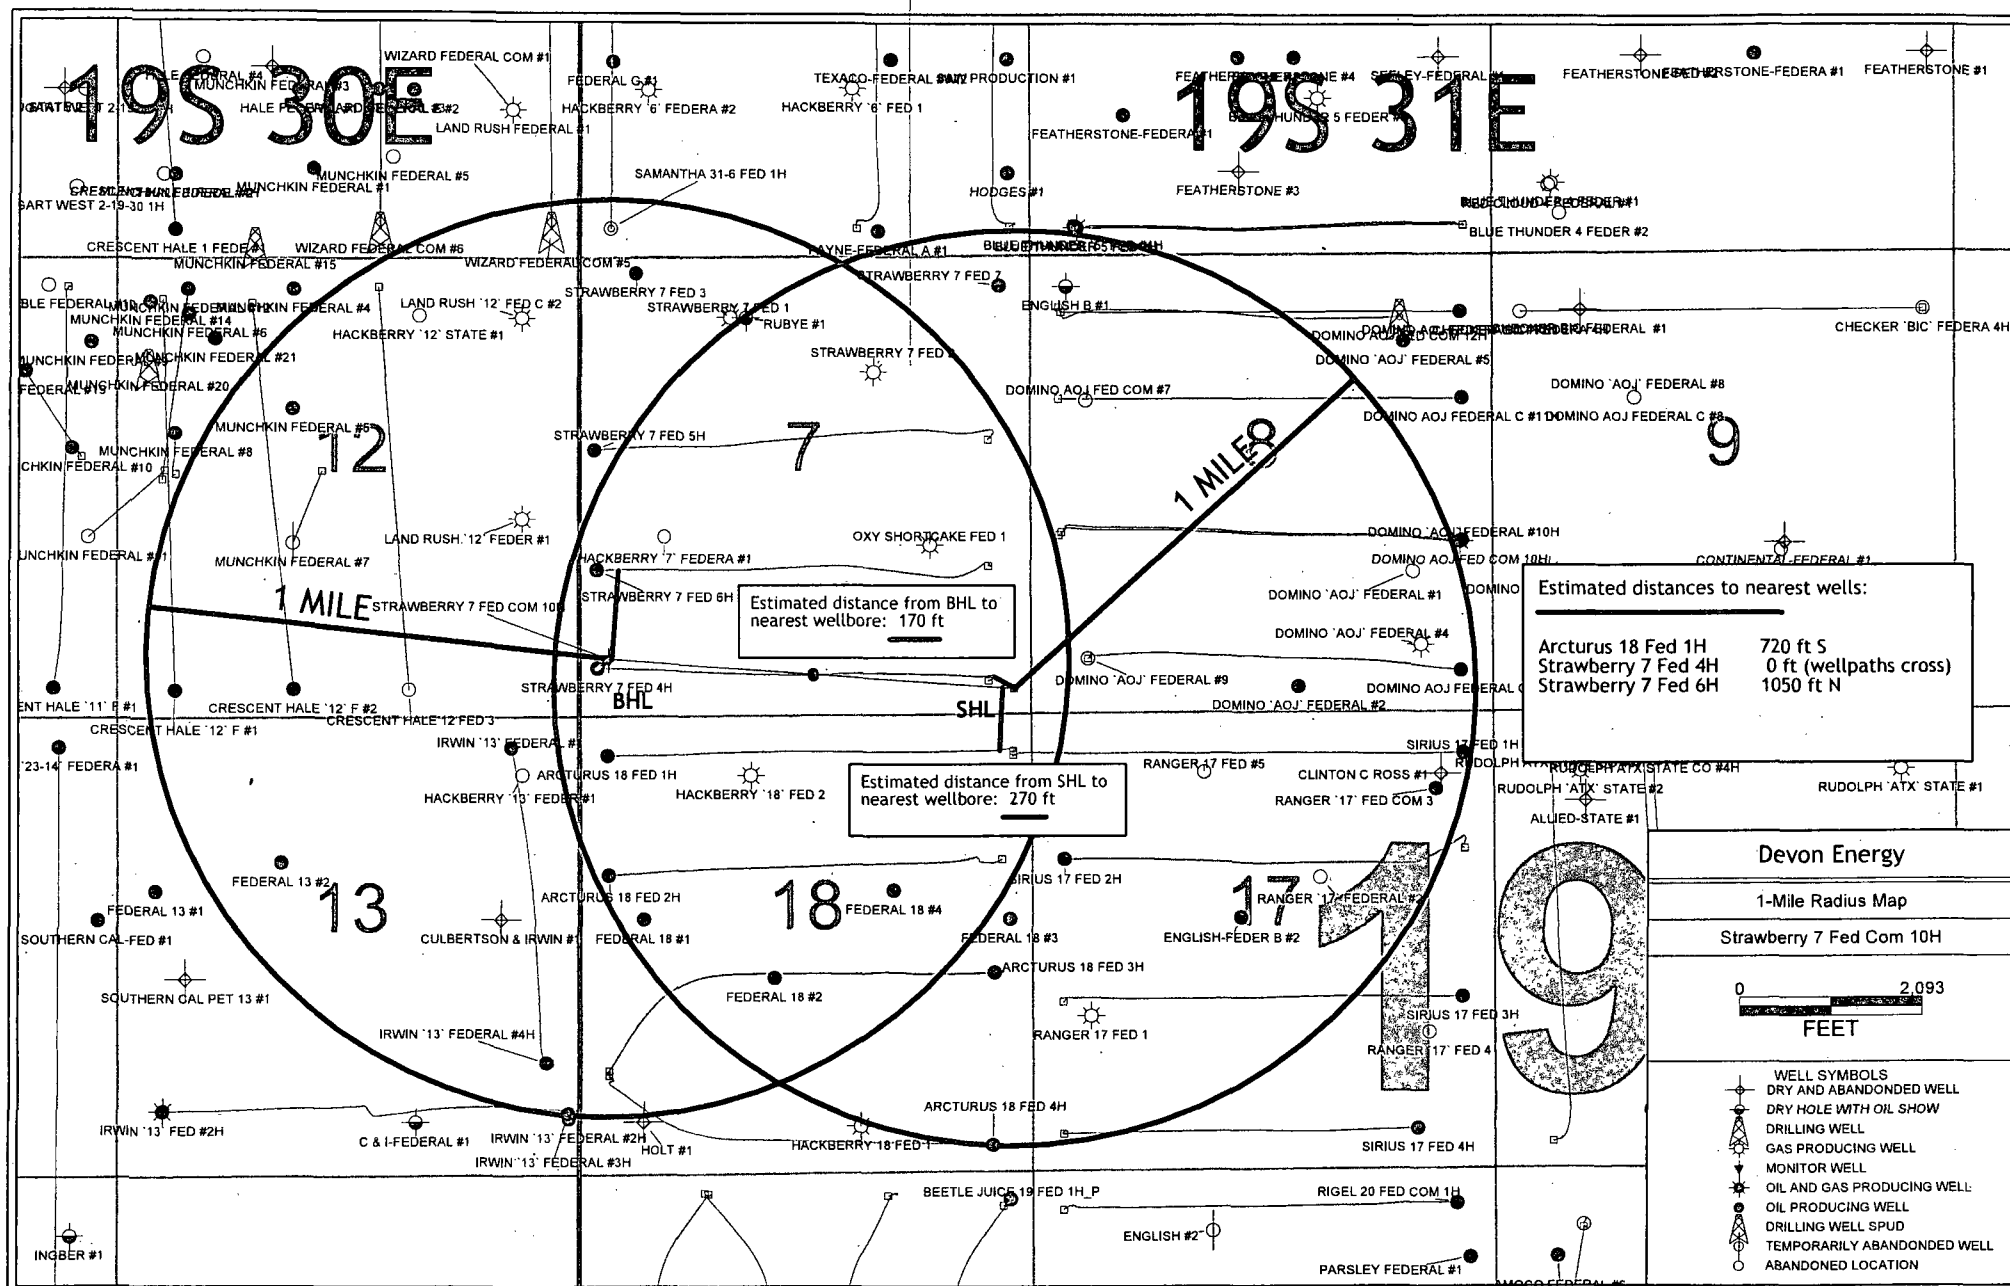 19S 30E
19S 31E
WIZARD FEDERAL COM #1
MUNCHKIN FEDERAL #3
LAND RUSH FEDERAL #1
FEDERAL G #1
HACKBERRY '6' FEDERA #2
HACKBERRY '6' FED 1
FEATHERSTONE-FEDERA #1
FEATHERSTONE #1
MUNCHKIN FEDERAL #5
MUNCHKIN FEDERAL #1
SAMANTHA 31-6 FED 1H
HODGES #1
FEATHERSTONE #3
SART WEST 2-19-30 1H
CRESCENT HALE 1 FEDE #1
WIZARD FEDERAL COM #6
MUNCHKIN FEDERAL #15
WIZARD FEDERAL COM #5
PAYNE-FEDERAL A #1
BLUE THUNDER 4 FEDER #2
STRAWBERRY 7 FED 7
STRAWBERRY 7 FED 3
STRAWBERRY 7 FED 1
RUBYE #1
ENGLISH B #1
MUNCHKIN FEDERAL #4
LAND RUSH '12' FED C #2
HACKBERRY '12' STATE #1
MUNCHKIN FEDERAL #14
MUNCHKIN FEDERAL #6
MUNCHKIN FEDERAL #21
MUNCHKIN FEDERAL #20
DOMINO 'AOJ' FEDERAL #5
CHECKER 'BIC' FEDERA 4H
DOMINO AOJ FED COM #7
DOMINO 'AOJ' FEDERAL #8
DOMINO AOJ FEDERAL C #8
MUNCHKIN FEDERAL #5
MUNCHKIN FEDERAL #8
CHKIN FEDERAL #10
STRAWBERRY 7 FED 5H
12
7
8
9
1 MILE
LAND RUSH '12' FEDER #1
MUNCHKIN FEDERAL #7
HACKBERRY '7' FEDERA #1
OXY SHORTCAKE FED 1
DOMINO 'AOJ' FEDERAL #10H
DOMINO AOJ FED COM 10H
CONTINENTAL-FEDERAL #1
1 MILE
STRAWBERRY 7 FED COM 10H
STRAWBERRY 7 FED 6H
DOMINO 'AOJ' FEDERAL #1
DOMINO
DOMINO 'AOJ' FEDERAL #4
Estimated distance from BHL to
nearest wellbore: 170 ft
Estimated distances to nearest wells:
Arcturus 18 Fed 1H 720 ft S
Strawberry 7 Fed 4H 0 ft (wellpaths cross)
Strawberry 7 Fed 6H 1050 ft N
STRAWBERRY 7 FED 4H
BHL
SHL
DOMINO 'AOJ' FEDERAL #9
DOMINO 'AOJ' FEDERAL #2
DOMINO AOJ FEDERAL
ENT HALE '11' F #1
CRESCENT HALE '12' F #2
CRESCENT HALE '12' F #1
CRESCENT HALE 12 FED 3
'23-14' FEDERA #1
IRWIN '13' FEDERAL #
ARCTURUS 18 FED 1H
HACKBERRY '13' FEDER #1
HACKBERRY '18' FED 2
SIRIUS 17 FED 1H
RANGER 17 FED #5
CLINTON C ROSS #1
RANGER '17' FED COM 3
RUDOLPH ATX STATE CO #4H
RUDOLPH 'ATX' STATE #2
RUDOLPH 'ATX' STATE #1
ALLIED-STATE #1
Estimated distance from SHL to
nearest wellbore: 270 ft
FEDERAL 13 #2
FEDERAL 13 #1
SOUTHERN CAL-FED #1
13
CULBERTSON & IRWIN #1
ARCTURUS 18 FED 2H
FEDERAL 18 #1
18
FEDERAL 18 #4
SIRIUS 17 FED 2H
FEDERAL 18 #3
17
RANGER '17' FEDERAL #2
ENGLISH-FEDER B #2
19
SOUTHERN CAL PET 13 #1
FEDERAL 18 #2
ARCTURUS 18 FED 3H
IRWIN '13' FEDERAL #4H
RANGER 17 FED 1
SIRIUS 17 FED 3H
RANGER '17' FED 4
IRWIN '13' FED #2H
C & I-FEDERAL #1
IRWIN '13' FEDERAL #2H
IRWIN '13' FEDERAL #3H
HOLT #1
ARCTURUS 18 FED 4H
HACKBERRY 18 FED 1
SIRIUS 17 FED 4H
BEETLE JUICE 19 FED 1H_P
RIGEL 20 FED COM 1H
ENGLISH #2
INGBER #1
PARSLEY FEDERAL #1
Devon Energy
1-Mile Radius Map
Strawberry 7 Fed Com 10H
0 2,093
FEET
WELL SYMBOLS
DRY AND ABANDONED WELL
DRY HOLE WITH OIL SHOW
DRILLING WELL
GAS PRODUCING WELL
MONITOR WELL
OIL AND GAS PRODUCING WELL
OIL PRODUCING WELL
DRILLING WELL SPUD
TEMPORARILY ABANDONED WELL
ABANDONED LOCATION